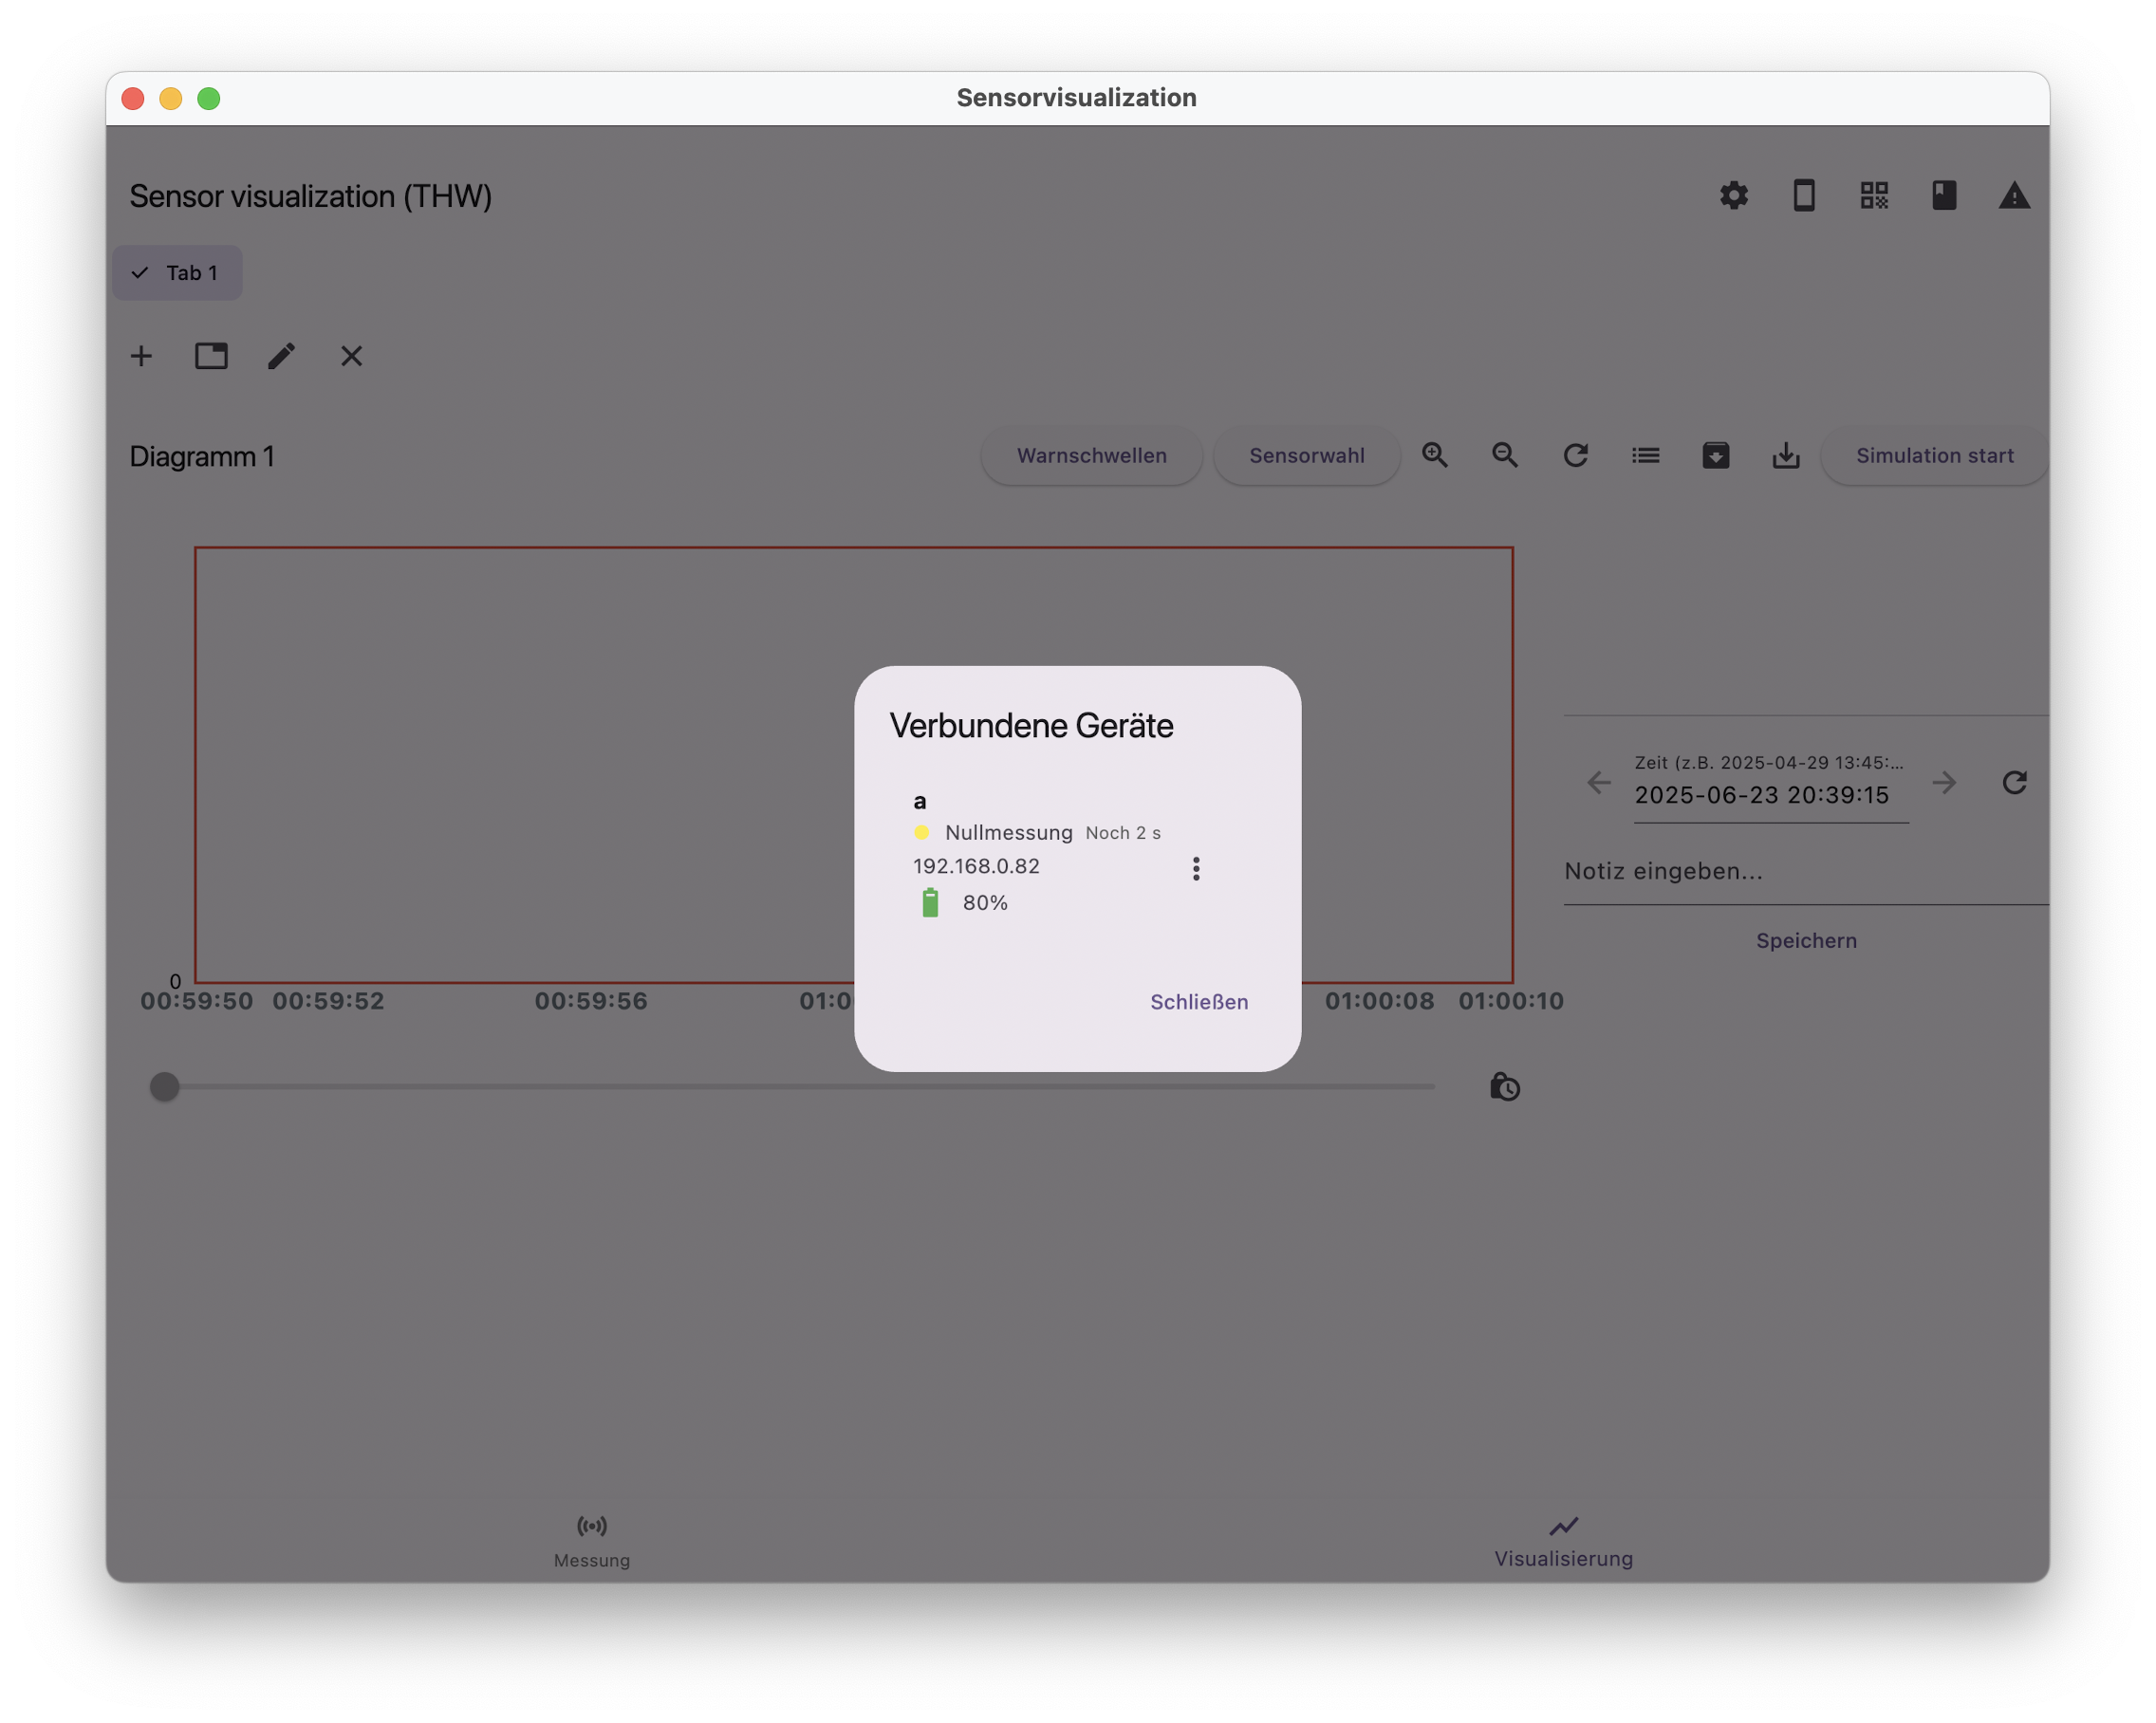 Sensorvisualization
Sensor visualization (THW)
Tab 1
Diagramm 1
Warnschwellen
Sensorwahl
Simulation start
Verbundene Geräte
a
Nullmessung Noch 2 s
192.168.0.82
80%
Schließen
Zeit (z.B. 2025-04-29 13:45:...
2025-06-23 20:39:15
Notiz eingeben...
Speichern
0
00:59:50 00:59:52 00:59:56 01:0 01:00:08 01:00:10
Messung
Visualisierung